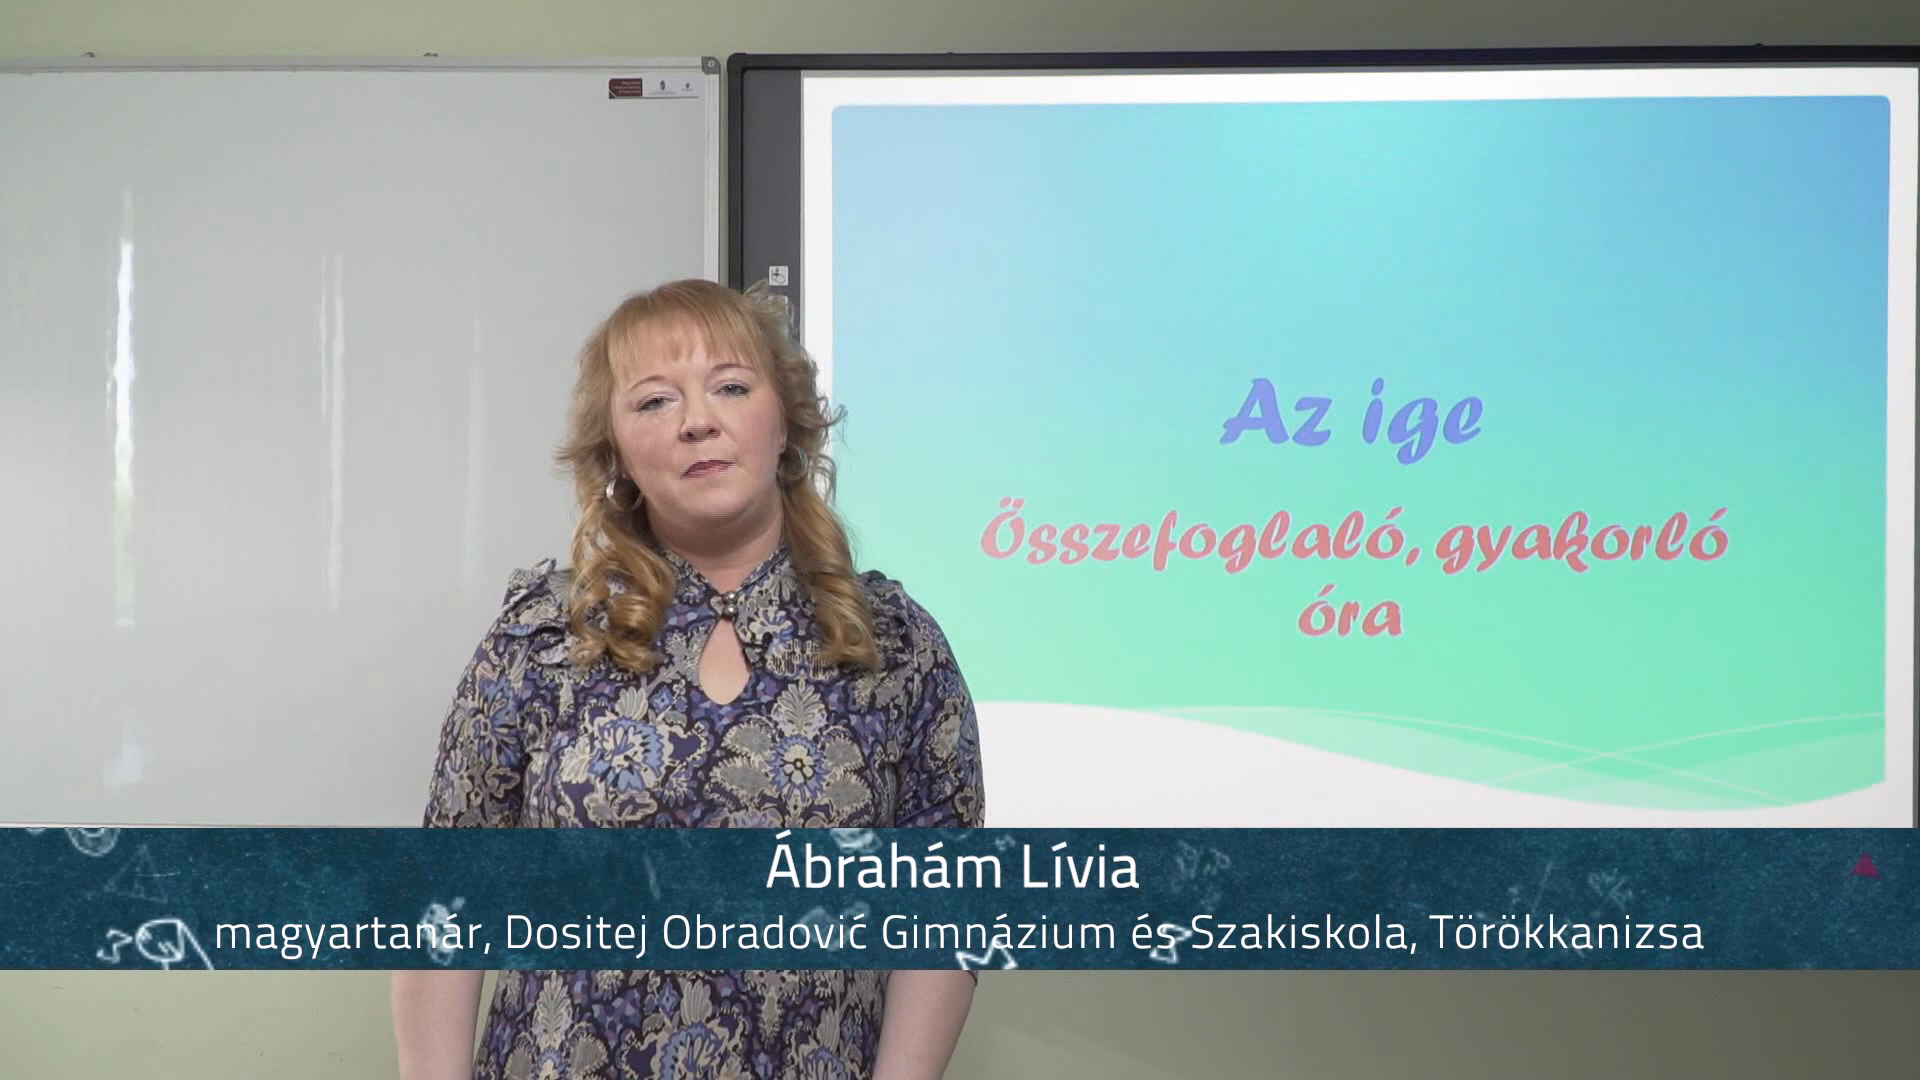 Az ige
Összefoglaló, gyakorló
óra
Ábrahám Lívia
magyartanár, Dositej Obradović Gimnázium és Szakiskola, Törökkanizsa